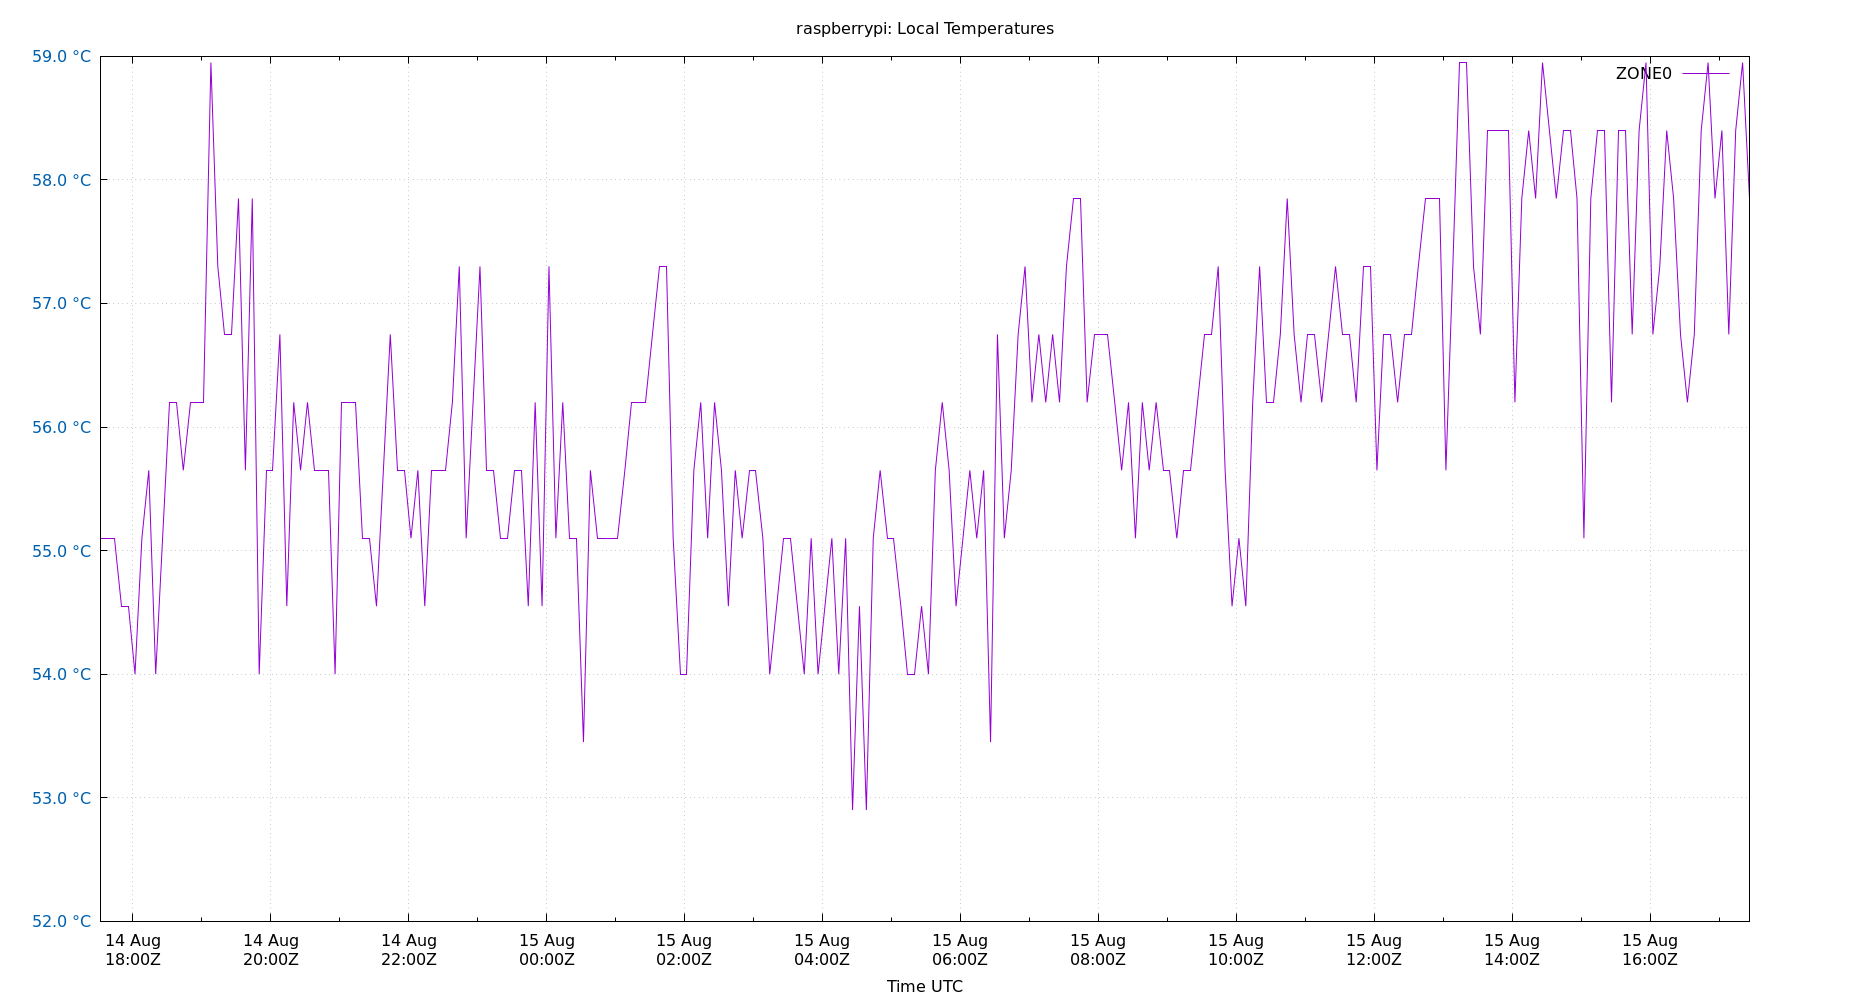 raspberrypi: Local Temperatures
59.0 °C
ZONE0
58.0 °C
57.0 °C
56.0 °C
55.0 °C
54.0 °C
53.0 °C
52.0 °C
14 Aug 14 Aug 14 Aug 15 Aug 15 Aug 15 Aug 15 Aug 15 Aug 15 Aug 15 Aug 15 Aug 15 Aug
18:00Z 20:00Z 22:00Z 00:00Z 02:00Z 04:00Z 06:00Z 08:00Z 10:00Z 12:00Z 14:00Z 16:00Z
Time UTC